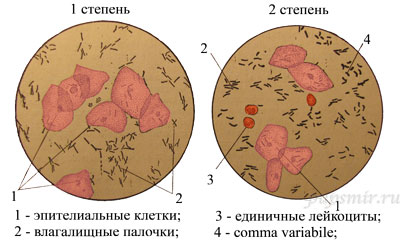 1 степень
2 степень
2
4
1
2
3
1
1 - эпителиальные клетки;
2 - влагалищные палочки;
3 - единичные лейкоциты;
4 - comma variabile;